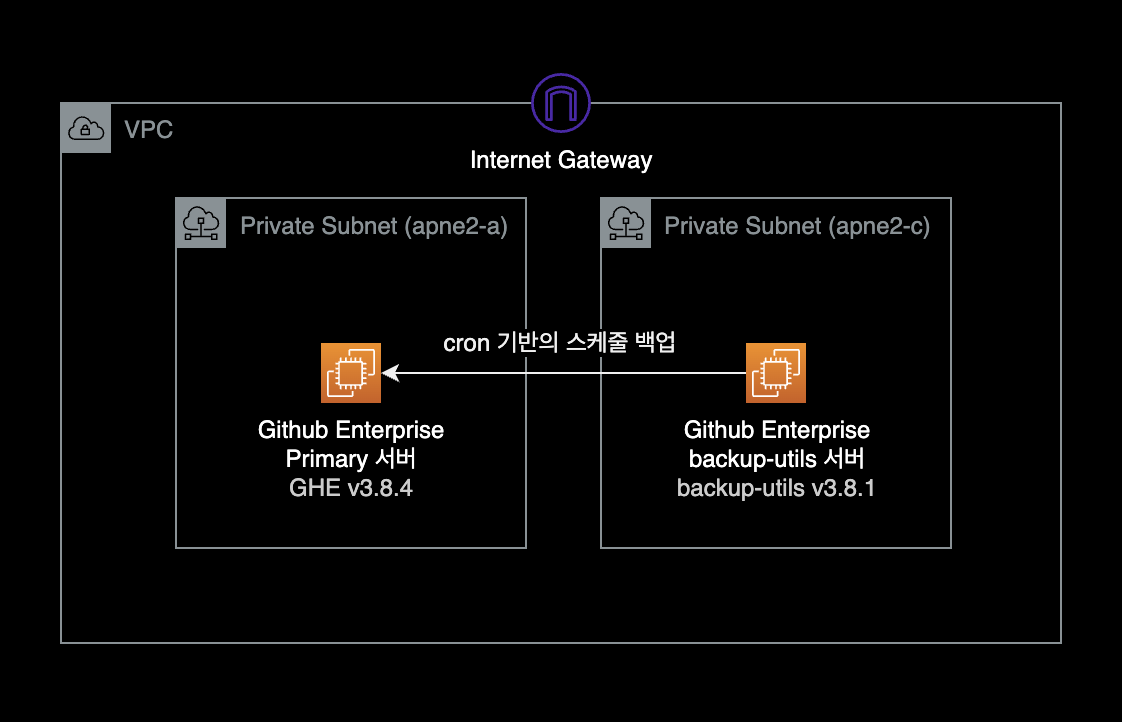 VPC
Internet Gateway
Private Subnet (apne2-a)
Private Subnet (apne2-c)
cron 기반의 스케줄 백업
Github Enterprise
Primary 서버
GHE v3.8.4
Github Enterprise
backup-utils 서버
backup-utils v3.8.1